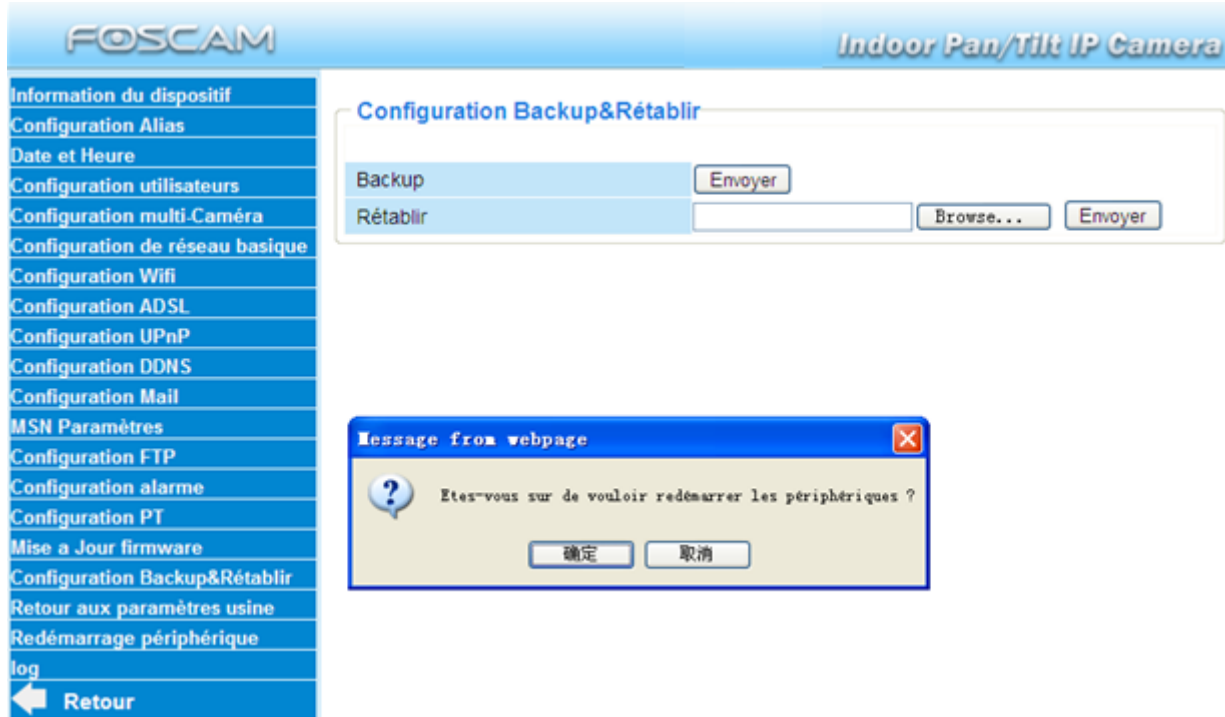 FOSCAM
Indoor Pan/Tilt IP Camera
Information du dispositif
Configuration Alias
Date et Heure
Configuration utilisateurs
Configuration multi-Caméra
Configuration de réseau basique
Configuration Wifi
Configuration ADSL
Configuration UPnP
Configuration DDNS
Configuration Mail
MSN Paramètres
Configuration FTP
Configuration alarme
Configuration PT
Mise a Jour firmware
Configuration Backup&Rétablir
Retour aux paramètres usine
Redémarrage périphérique
log
Retour
Configuration Backup&Rétablir
Backup Envoyer
Rétablir Browse... Envoyer
Message from webpage
Etes-vous sur de vouloir redémarrer les périphériques ?
确定 取消